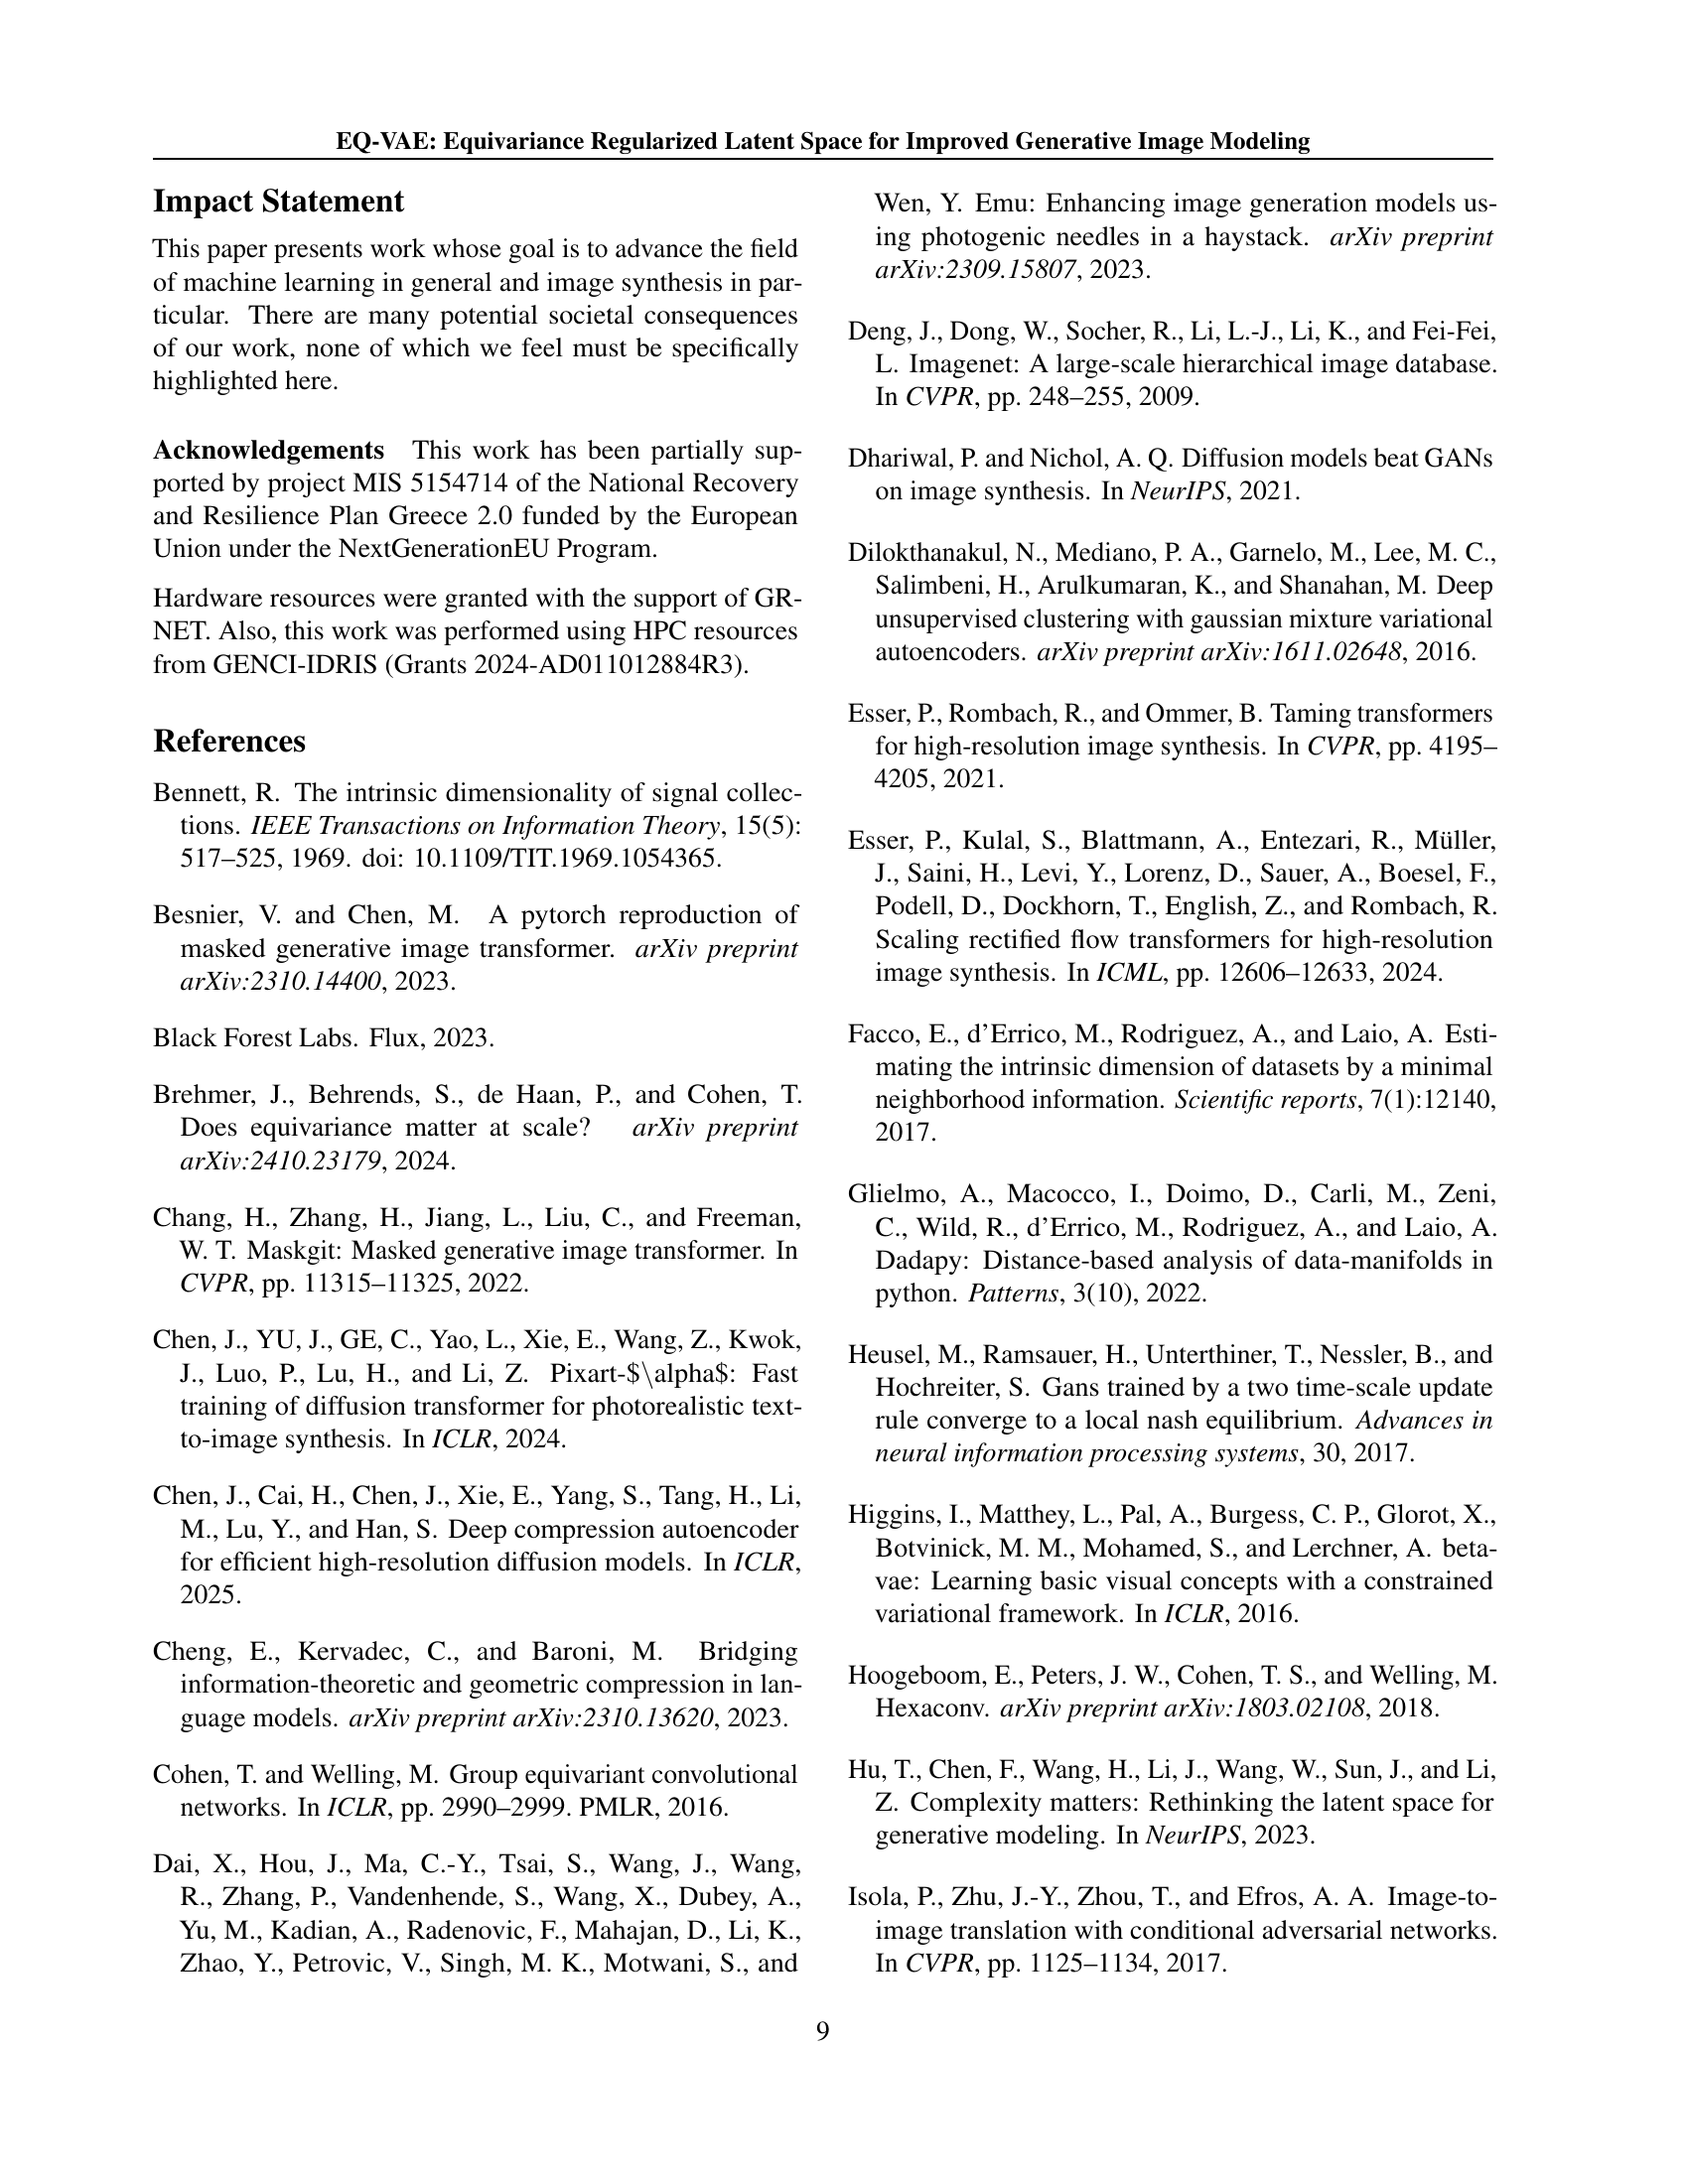 EQ-VAE: Equivariance Regularized Latent Space for Improved Generative Image Modeling
Impact Statement
This paper presents work whose goal is to advance the field
of machine learning in general and image synthesis in par-
ticular. There are many potential societal consequences
of our work, none of which we feel must be specifically
highlighted here.
Acknowledgements This work has been partially sup-
ported by project MIS 5154714 of the National Recovery
and Resilience Plan Greece 2.0 funded by the European
Union under the NextGenerationEU Program.
Hardware resources were granted with the support of GR-
NET. Also, this work was performed using HPC resources
from GENCI-IDRIS (Grants 2024-AD011012884R3).
References
Bennett, R. The intrinsic dimensionality of signal collec-
tions. IEEE Transactions on Information Theory, 15(5):
517–525, 1969. doi: 10.1109/TIT.1969.1054365.
Besnier, V. and Chen, M. A pytorch reproduction of
masked generative image transformer. arXiv preprint
arXiv:2310.14400, 2023.
Black Forest Labs. Flux, 2023.
Brehmer, J., Behrends, S., de Haan, P., and Cohen, T.
Does equivariance matter at scale? arXiv preprint
arXiv:2410.23179, 2024.
Chang, H., Zhang, H., Jiang, L., Liu, C., and Freeman,
W. T. Maskgit: Masked generative image transformer. In
CVPR, pp. 11315–11325, 2022.
Chen, J., YU, J., GE, C., Yao, L., Xie, E., Wang, Z., Kwok,
J., Luo, P., Lu, H., and Li, Z. Pixart-$\alpha$: Fast
training of diffusion transformer for photorealistic text-
to-image synthesis. In ICLR, 2024.
Chen, J., Cai, H., Chen, J., Xie, E., Yang, S., Tang, H., Li,
M., Lu, Y., and Han, S. Deep compression autoencoder
for efficient high-resolution diffusion models. In ICLR,
2025.
Cheng, E., Kervadec, C., and Baroni, M. Bridging
information-theoretic and geometric compression in lan-
guage models. arXiv preprint arXiv:2310.13620, 2023.
Cohen, T. and Welling, M. Group equivariant convolutional
networks. In ICLR, pp. 2990–2999. PMLR, 2016.
Dai, X., Hou, J., Ma, C.-Y., Tsai, S., Wang, J., Wang,
R., Zhang, P., Vandenhende, S., Wang, X., Dubey, A.,
Yu, M., Kadian, A., Radenovic, F., Mahajan, D., Li, K.,
Zhao, Y., Petrovic, V., Singh, M. K., Motwani, S., and
Wen, Y. Emu: Enhancing image generation models us-
ing photogenic needles in a haystack. arXiv preprint
arXiv:2309.15807, 2023.
Deng, J., Dong, W., Socher, R., Li, L.-J., Li, K., and Fei-Fei,
L. Imagenet: A large-scale hierarchical image database.
In CVPR, pp. 248–255, 2009.
Dhariwal, P. and Nichol, A. Q. Diffusion models beat GANs
on image synthesis. In NeurIPS, 2021.
Dilokthanakul, N., Mediano, P. A., Garnelo, M., Lee, M. C.,
Salimbeni, H., Arulkumaran, K., and Shanahan, M. Deep
unsupervised clustering with gaussian mixture variational
autoencoders. arXiv preprint arXiv:1611.02648, 2016.
Esser, P., Rombach, R., and Ommer, B. Taming transformers
for high-resolution image synthesis. In CVPR, pp. 4195–
4205, 2021.
Esser, P., Kulal, S., Blattmann, A., Entezari, R., Müller,
J., Saini, H., Levi, Y., Lorenz, D., Sauer, A., Boesel, F.,
Podell, D., Dockhorn, T., English, Z., and Rombach, R.
Scaling rectified flow transformers for high-resolution
image synthesis. In ICML, pp. 12606–12633, 2024.
Facco, E., d'Errico, M., Rodriguez, A., and Laio, A. Esti-
mating the intrinsic dimension of datasets by a minimal
neighborhood information. Scientific reports, 7(1):12140,
2017.
Glielmo, A., Macocco, I., Doimo, D., Carli, M., Zeni,
C., Wild, R., d'Errico, M., Rodriguez, A., and Laio, A.
Dadapy: Distance-based analysis of data-manifolds in
python. Patterns, 3(10), 2022.
Heusel, M., Ramsauer, H., Unterthiner, T., Nessler, B., and
Hochreiter, S. Gans trained by a two time-scale update
rule converge to a local nash equilibrium. Advances in
neural information processing systems, 30, 2017.
Higgins, I., Matthey, L., Pal, A., Burgess, C. P., Glorot, X.,
Botvinick, M. M., Mohamed, S., and Lerchner, A. beta-
vae: Learning basic visual concepts with a constrained
variational framework. In ICLR, 2016.
Hoogeboom, E., Peters, J. W., Cohen, T. S., and Welling, M.
Hexaconv. arXiv preprint arXiv:1803.02108, 2018.
Hu, T., Chen, F., Wang, H., Li, J., Wang, W., Sun, J., and Li,
Z. Complexity matters: Rethinking the latent space for
generative modeling. In NeurIPS, 2023.
Isola, P., Zhu, J.-Y., Zhou, T., and Efros, A. A. Image-to-
image translation with conditional adversarial networks.
In CVPR, pp. 1125–1134, 2017.
9